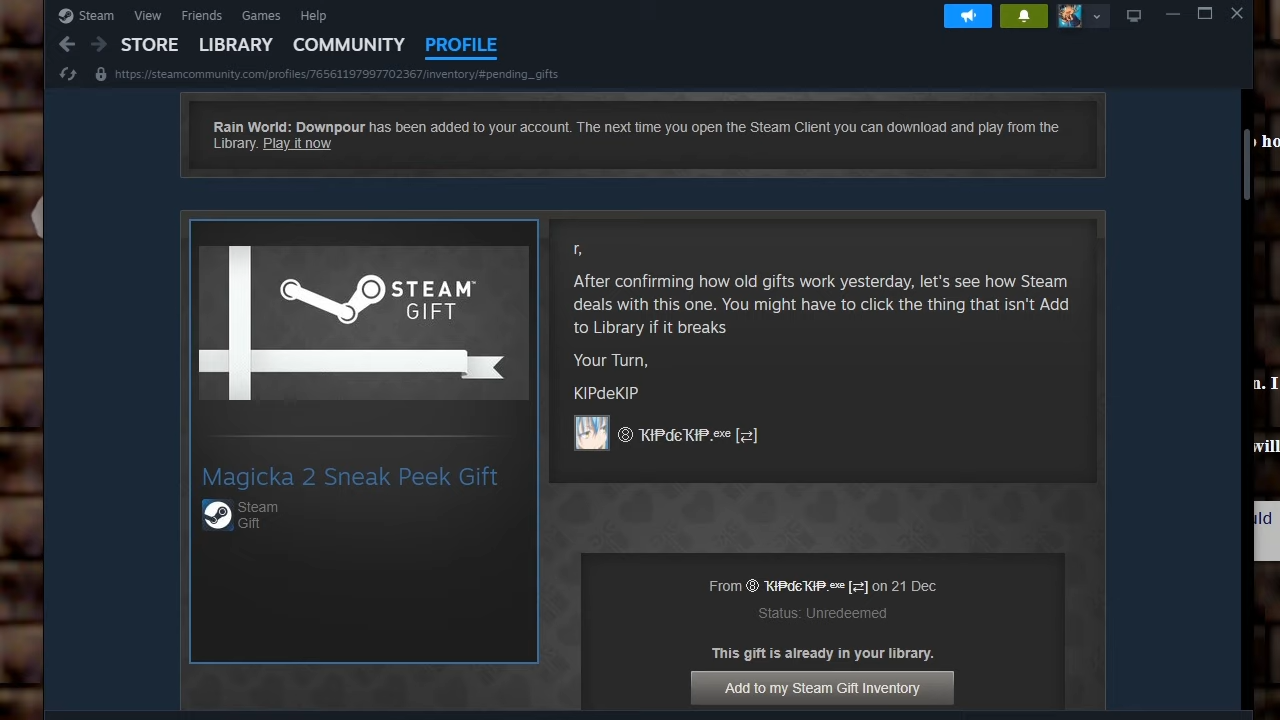 Steam View Friends Games Help
STORE LIBRARY COMMUNITY PROFILE
https://steamcommunity.com/profiles/76561197997702367/inventory/#pending_gifts
Rain World: Downpour has been added to your account. The next time you open the Steam Client you can download and play from the
Library. Play it now
STEAM™
GIFT
r,
After confirming how old gifts work yesterday, let's see how Steam
deals with this one. You might have to click the thing that isn't Add
to Library if it breaks
Your Turn,
KIPdeKIP
Magicka 2 Sneak Peek Gift
Steam
Gift
on 21 Dec
From
Status: Unredeemed
This gift is already in your library.
Add to my Steam Gift Inventory